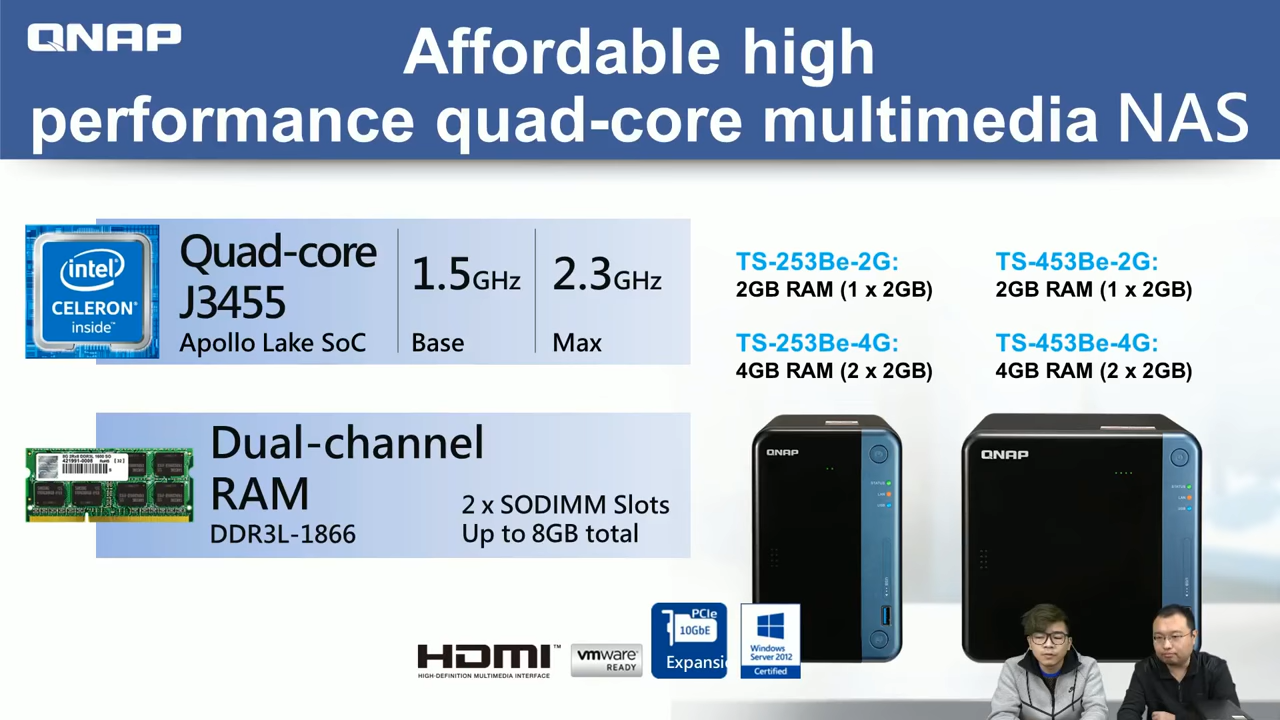 QNAP
Affordable high
performance quad-core multimedia NAS
intel
CELERON®
inside™
Quad-core
J3455
Apollo Lake SoC
1.5GHz
Base
2.3GHz
Max
TS-253Be-2G:
2GB RAM (1 x 2GB)
TS-453Be-2G:
2GB RAM (1 x 2GB)
TS-253Be-4G:
4GB RAM (2 x 2GB)
TS-453Be-4G:
4GB RAM (2 x 2GB)
Dual-channel
RAM
DDR3L-1866
2 x SODIMM Slots
Up to 8GB total
QNAP
QNAP
HDMI™
HIGH-DEFINITION MULTIMEDIA INTERFACE
vmware
READY
PCIe
10GbE
Expansi
Windows
Server 2012
Certified